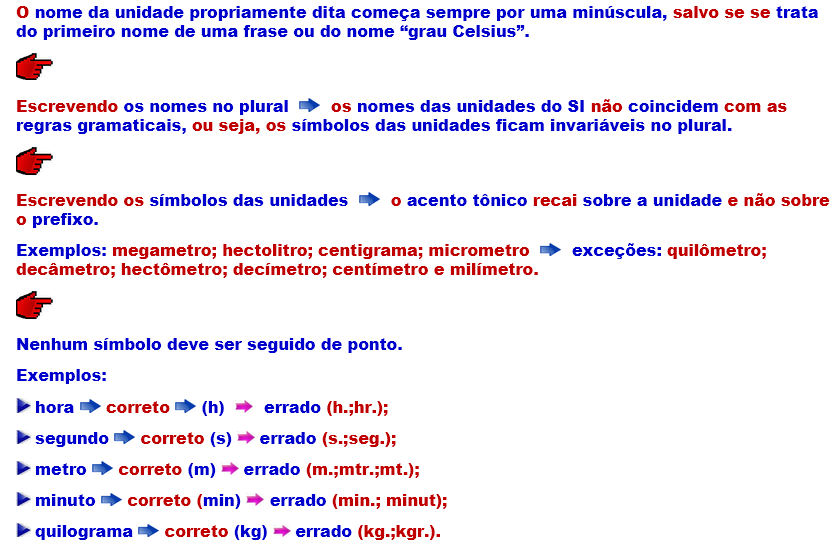 O nome da unidade propriamente dita começa sempre por uma minúscula, salvo se se trata
do primeiro nome de uma frase ou do nome “grau Celsius”.
Escrevendo os nomes no plural os nomes das unidades do SI não coincidem com as
regras gramaticais, ou seja, os símbolos das unidades ficam invariáveis no plural.
Escrevendo os símbolos das unidades o acento tônico recai sobre a unidade e não sobre
o prefixo.
Exemplos: megametro; hectolitro; centigrama; micrometro exceções: quilômetro;
decâmetro; hectômetro; decímetro; centímetro e milímetro.
Nenhum símbolo deve ser seguido de ponto.
Exemplos:
hora correto (h) errado (h.;hr.);
segundo correto (s) errado (s.;seg.);
metro correto (m) errado (m.;mtr.;mt.);
minuto correto (min) errado (min.; minut);
quilograma correto (kg) errado (kg.;kgr.).